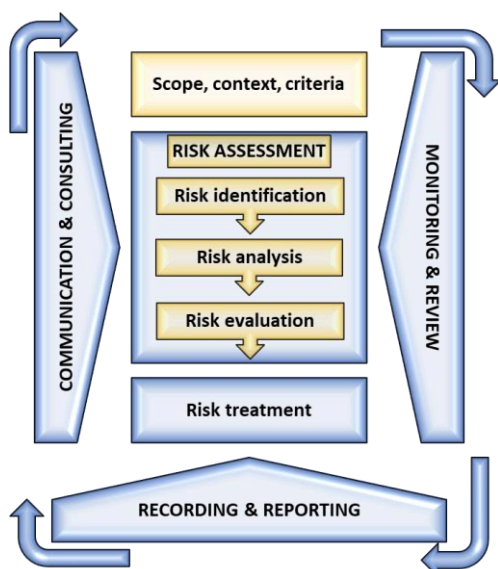 Scope, context, criteria
COMMUNICATION & CONSULTING
RISK ASSESSMENT
Risk identification
Risk analysis
Risk evaluation
MONITORING & REVIEW
Risk treatment
RECORDING & REPORTING